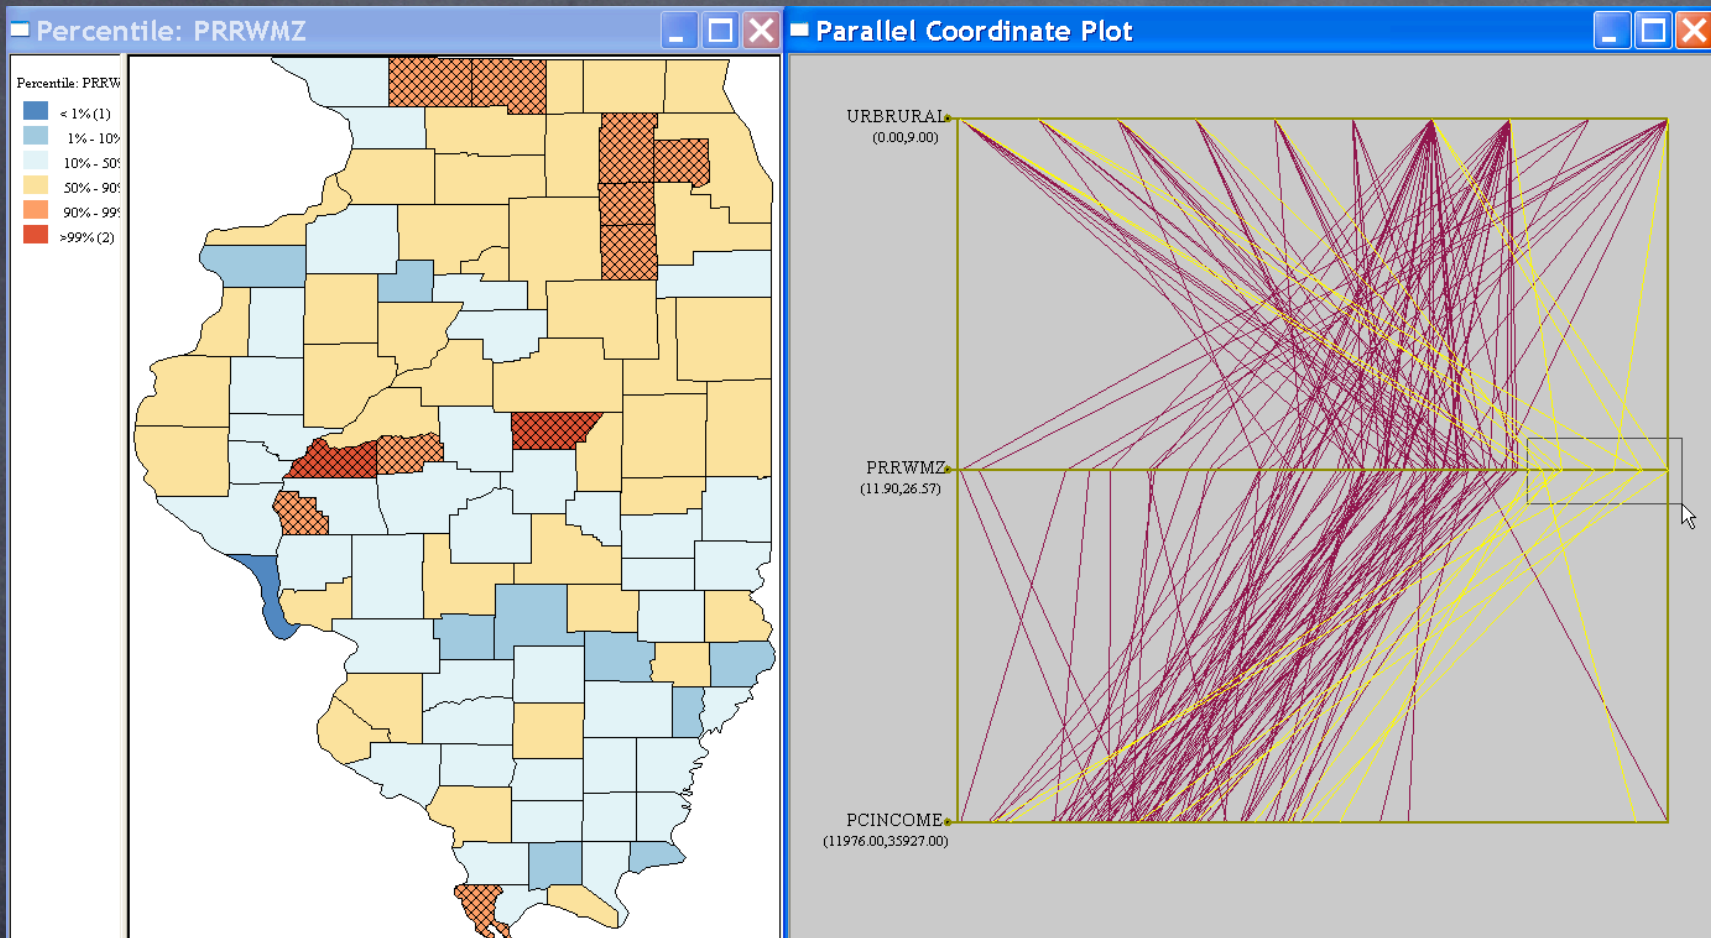 Percentile: PRRWMZ
Percentile: PRRW
< 1% (1)
1% - 10%
10% - 50%
50% - 90%
90% - 99%
>99% (2)
Parallel Coordinate Plot
URBRURAL
(0.00,9.00)
PRRWMZ
(11.90,26.57)
PCINCOME
(11976.00,35927.00)